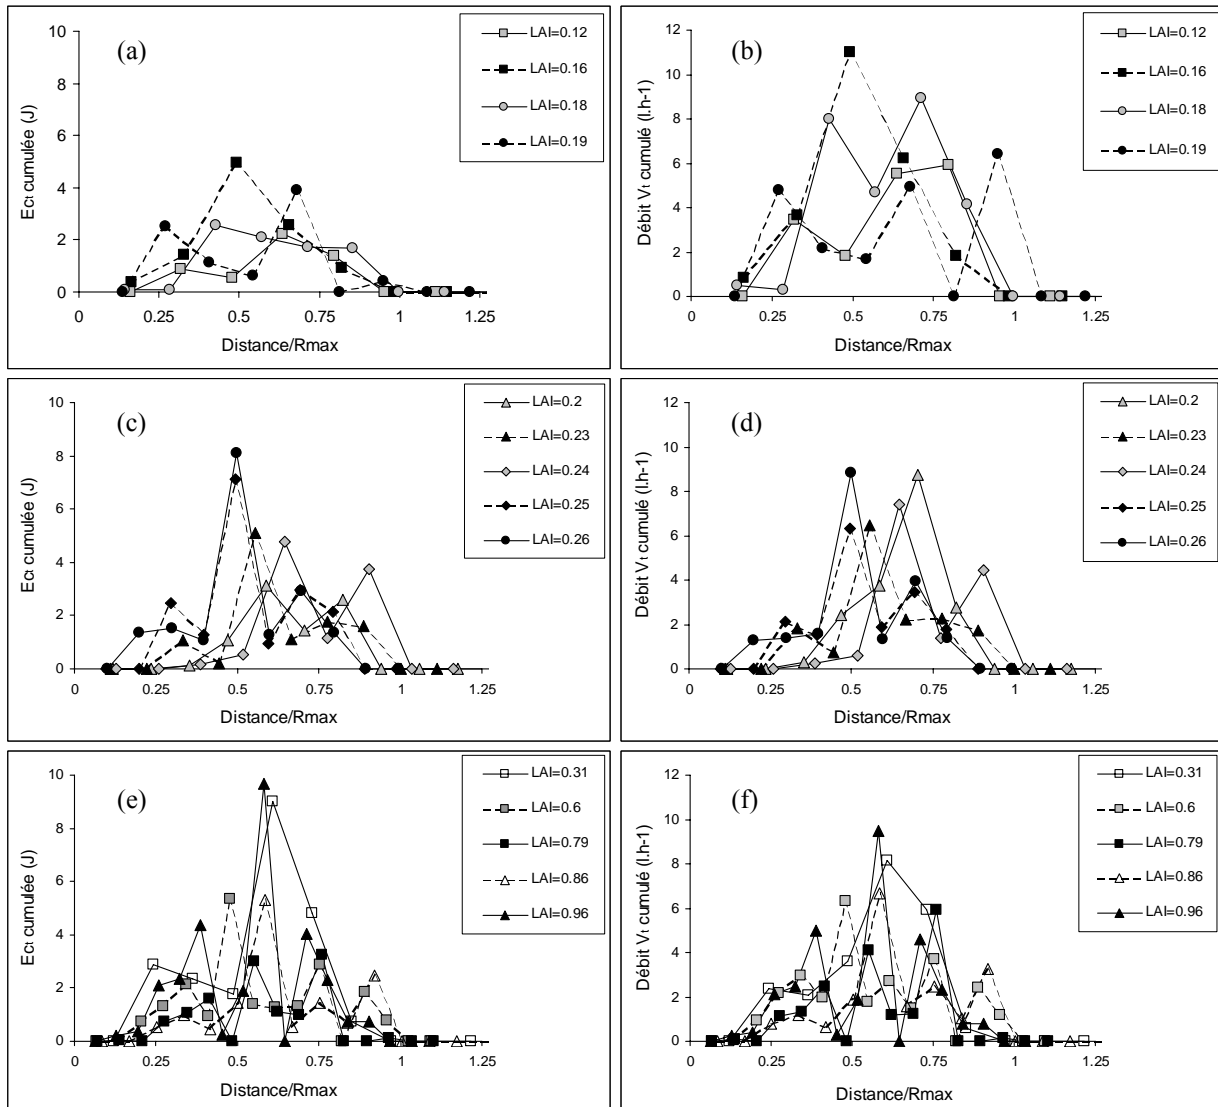 (a)
Ect cumulée (J)
10
8
6
4
2
0
0
0.25
0.5
0.75
1
1.25
Distance/Rmax
LAI=0.12
LAI=0.16
LAI=0.18
LAI=0.19
(b)
Débit Vt cumulé (l.h-1)
12
10
8
6
4
2
0
0
0.25
0.5
0.75
1
1.25
Distance/Rmax
LAI=0.12
LAI=0.16
LAI=0.18
LAI=0.19
(c)
Ect cumulée (J)
10
8
6
4
2
0
0
0.25
0.5
0.75
1
1.25
Distance/Rmax
LAI=0.2
LAI=0.23
LAI=0.24
LAI=0.25
LAI=0.26
(d)
Débit Vt cumulé (l.h-1)
12
10
8
6
4
2
0
0
0.25
0.5
0.75
1
1.25
Distance/Rmax
LAI=0.2
LAI=0.23
LAI=0.24
LAI=0.25
LAI=0.26
(e)
Ect cumulée (J)
10
8
6
4
2
0
0
0.25
0.5
0.75
1
1.25
Distance/Rmax
LAI=0.31
LAI=0.6
LAI=0.79
LAI=0.86
LAI=0.96
(f)
Débit Vt cumulé (l.h-1)
12
10
8
6
4
2
0
0
0.25
0.5
0.75
1
1.25
Distance/Rmax
LAI=0.31
LAI=0.6
LAI=0.79
LAI=0.86
LAI=0.96